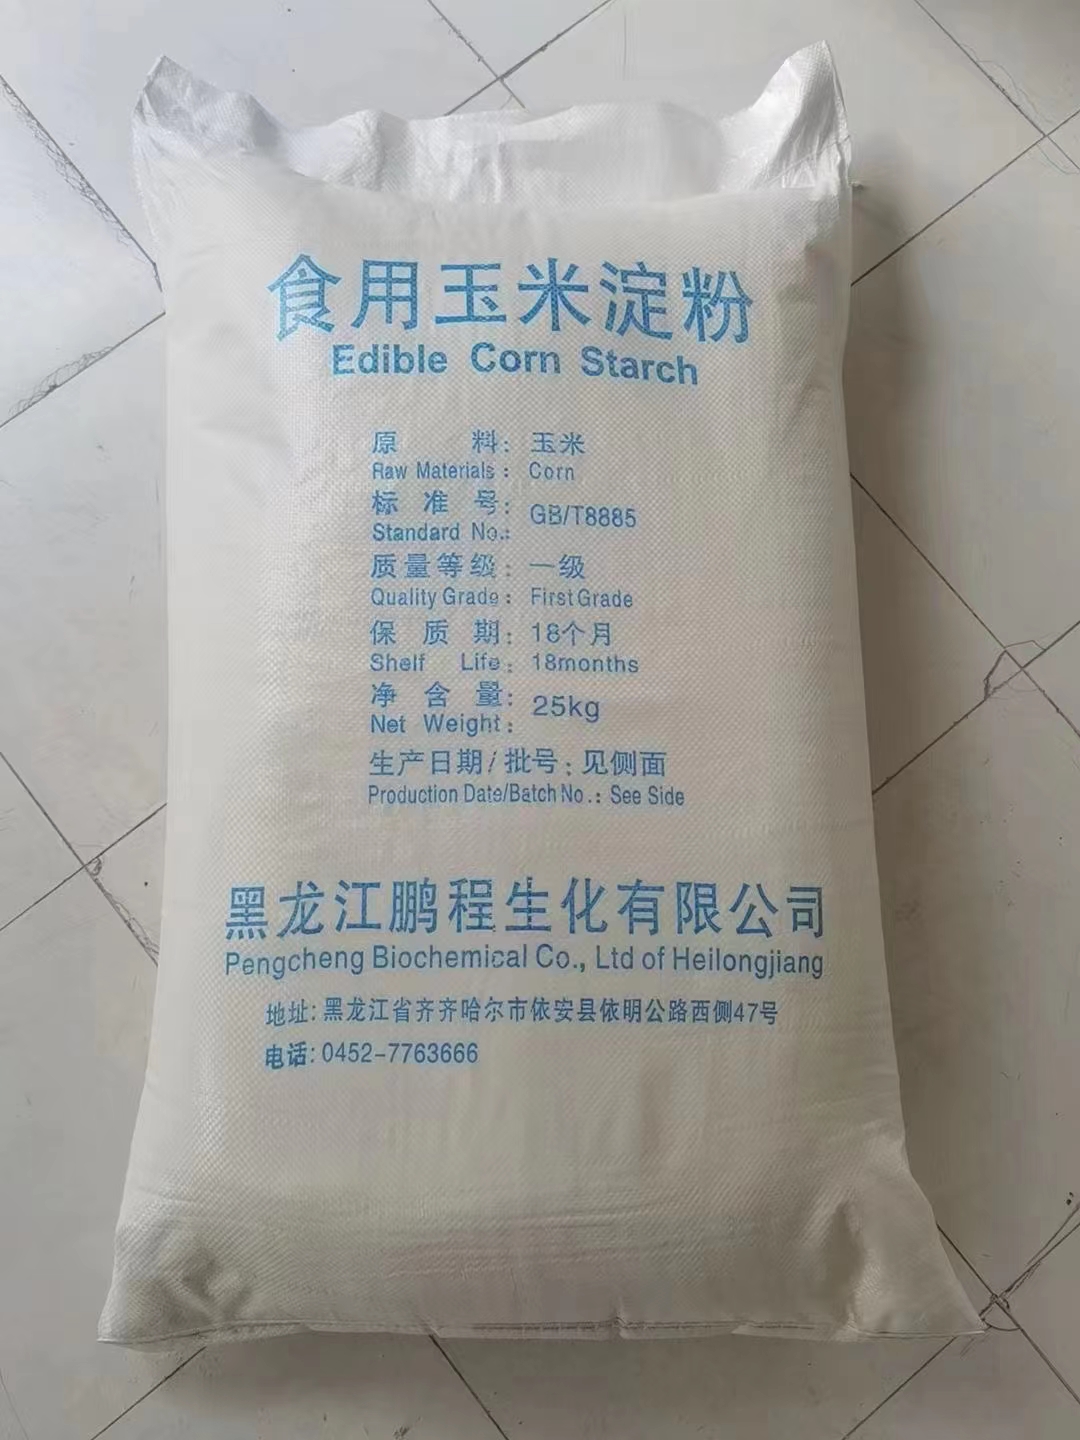 食用玉米淀粉
Edible Corn Starch
原 料: 玉米
Raw Materials: Corn
标 准 号: GB/T8885
Standard No.:
质量等级: 一级
Quality Grade: First Grade
保 质 期: 18个月
Shelf Life: 18months
净 含 量: 25kg
Net Weight:
生产日期/批号: 见侧面
Production Date/Batch No.: See Side
黑龙江鹏程生化有限公司
Pengcheng Biochemical Co., Ltd of Heilongjiang
地址: 黑龙江省齐齐哈尔市依安县依明公路西侧47号
电话: 0452-7763666